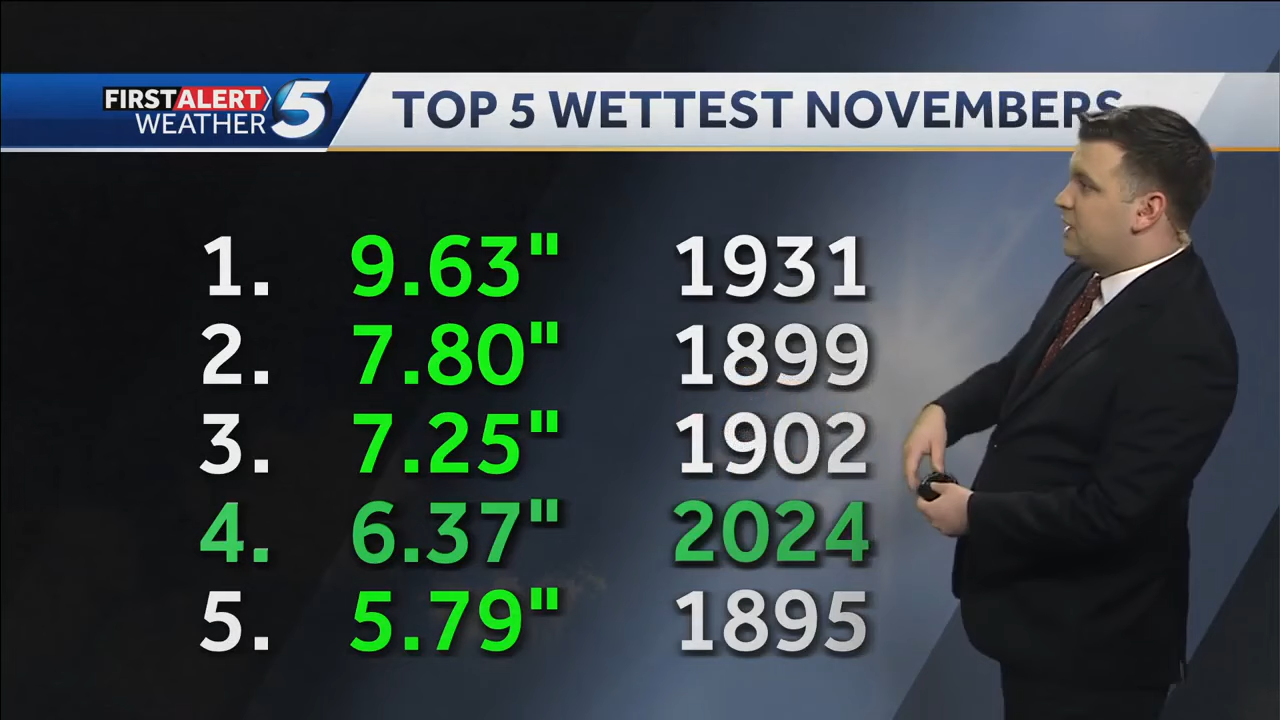 FIRST ALERT 5
WEATHER
TOP 5 WETTEST NOVEMBERS
1. 9.63" 1931
2. 7.80" 1899
3. 7.25" 1902
4. 6.37" 2024
5. 5.79" 1895